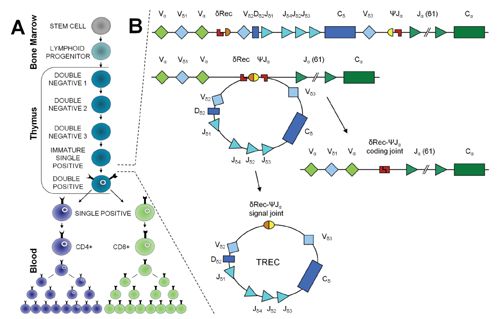 A
Bone Marrow
STEM CELL
LYMPHOID
PROGENITOR
Thymus
DOUBLE
NEGATIVE 1
DOUBLE
NEGATIVE 2
DOUBLE
NEGATIVE 3
IMMATURE
SINGLE
POSITIVE
DOUBLE
POSITIVE
SINGLE POSITIVE
Blood
CD4+
CD8+
B
Vα Vδ1 Vα δRec Vδ2 Dδ2 Jδ1 Jδ4 Jδ2 Jδ3 Cδ Vδ3 ΨJα Jα (61) Cα
Vα Vδ1 Vα δRec ΨJα Jα (61) Cα
Vδ2
Vδ3
Dδ2
Jδ1
Cδ
Jδ4 Jδ2 Jδ3
δRec-ΨJα
coding joint
Vα Vδ1 Vα Jα (61) Cα
δRec-ΨJα
signal joint
Vδ2
Vδ3
Dδ2
TREC
Jδ1
Cδ
Jδ4 Jδ2 Jδ3